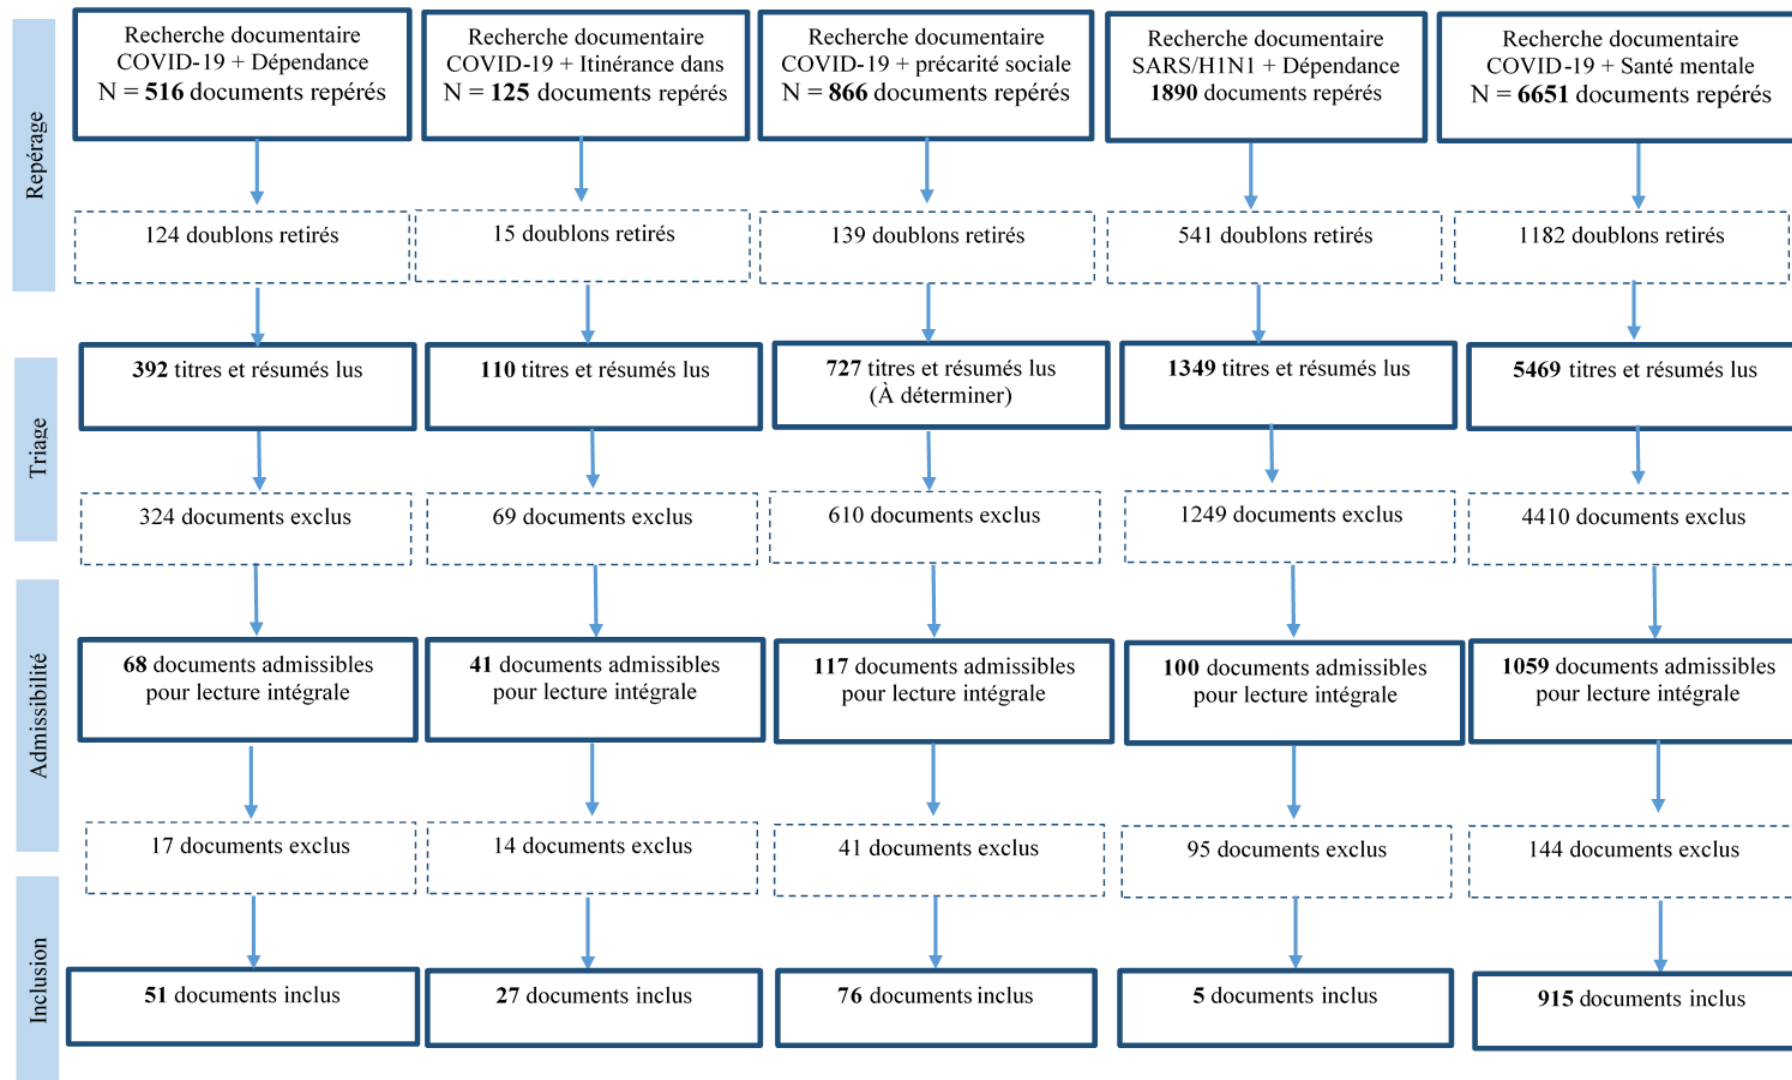 Repérage
Recherche documentaire
COVID-19 + Dépendance
N = 516 documents repérés
Recherche documentaire
COVID-19 + Itinérance dans
N = 125 documents repérés
Recherche documentaire
COVID-19 + précarité sociale
N = 866 documents repérés
Recherche documentaire
SARS/H1N1 + Dépendance
1890 documents repérés
Recherche documentaire
COVID-19 + Santé mentale
N = 6651 documents repérés
124 doublons retirés
15 doublons retirés
139 doublons retirés
541 doublons retirés
1182 doublons retirés
Triage
392 titres et résumés lus
110 titres et résumés lus
727 titres et résumés lus
(À déterminer)
1349 titres et résumés lus
5469 titres et résumés lus
324 documents exclus
69 documents exclus
610 documents exclus
1249 documents exclus
4410 documents exclus
Admissibilité
68 documents admissibles
pour lecture intégrale
41 documents admissibles
pour lecture intégrale
117 documents admissibles
pour lecture intégrale
100 documents admissibles
pour lecture intégrale
1059 documents admissibles
pour lecture intégrale
17 documents exclus
14 documents exclus
41 documents exclus
95 documents exclus
144 documents exclus
Inclusion
51 documents inclus
27 documents inclus
76 documents inclus
5 documents inclus
915 documents inclus